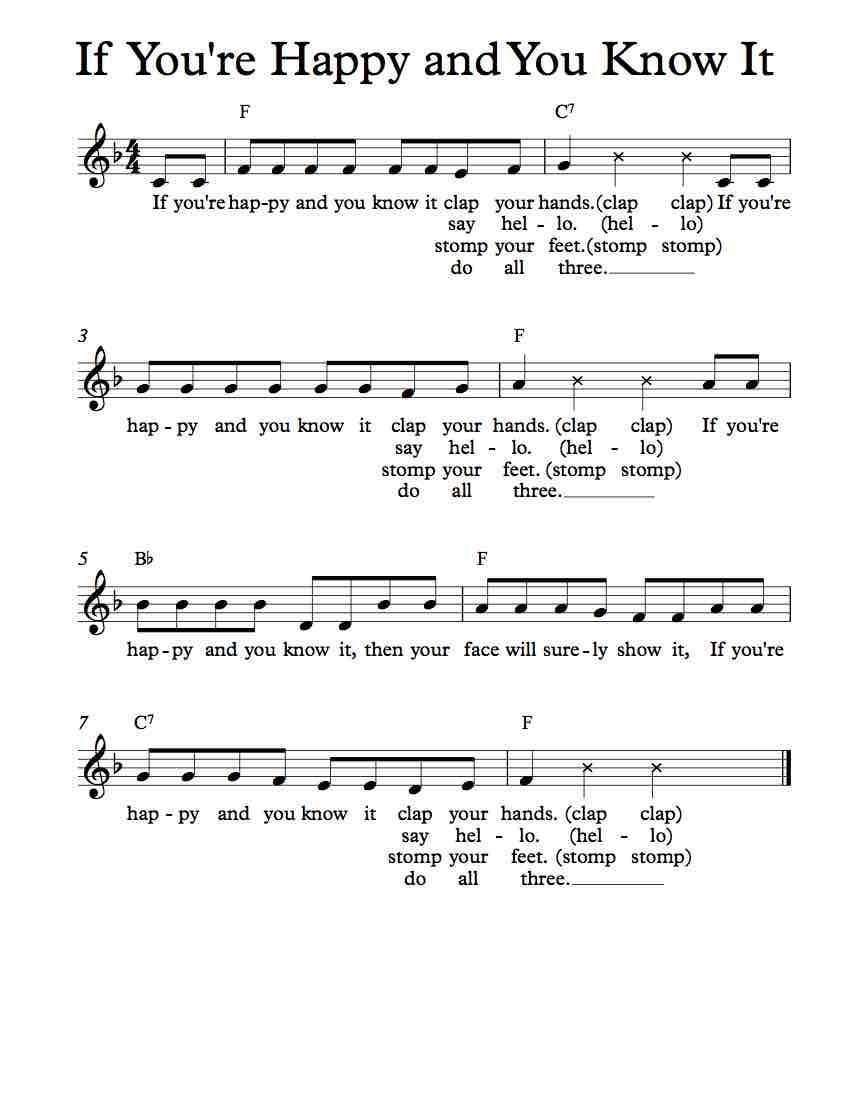 If You're Happy and You Know It
F C7
4/4
If you're hap-py and you know it clap your hands.(clap clap) If you're
say hel - lo. (hel - lo)
stomp your feet.(stomp stomp)
do all three.
3 F
hap - py and you know it clap your hands. (clap clap) If you're
say hel - lo. (hel - lo)
stomp your feet. (stomp stomp)
do all three.
5 B♭ F
hap - py and you know it, then your face will sure - ly show it, If you're
7 C7 F
hap - py and you know it clap your hands. (clap clap)
say hel - lo. (hel - lo)
stomp your feet. (stomp stomp)
do all three.